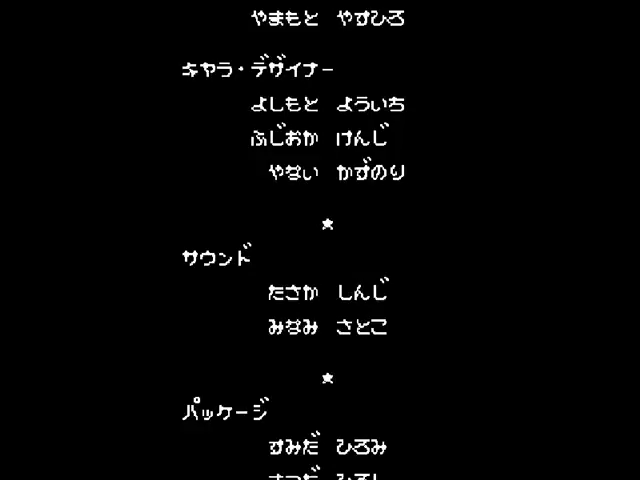 やまもと やすひろ
キャラ・デザイナー
よしもと よういち
ふじおか けんじ
やない かずのり
★
サウンド
たさか しんじ
みなみ さとこ
★
パッケージ
すみだ ひろみ